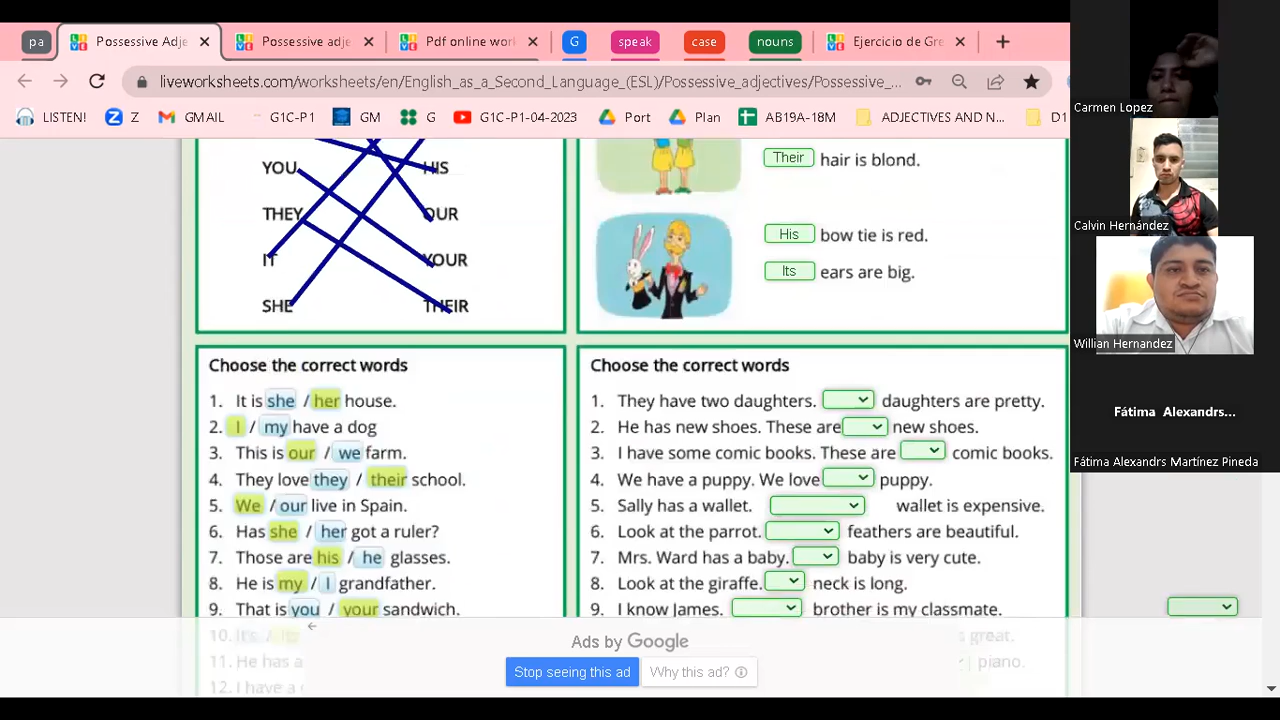 pa
Possessive Adje
Possessive adje
Pdf online worl
G
speak
case
nouns
Ejercicio de Gre
liveworksheets.com/worksheets/en/English_as_a_Second_Language_(ESL)/Possessive_adjectives/Possessive_...
LISTEN!
Z
GMAIL
G1C-P1
GM
G
G1C-P1-04-2023
Port
Plan
AB19A-18M
ADJECTIVES AND N...
D1
YOU
HIS
THEY
OUR
IT
YOUR
SHE
THEIR
Their hair is blond.
His bow tie is red.
Its ears are big.
Choose the correct words
1. It is she / her house.
2. I / my have a dog
3. This is our / we farm.
4. They love they / their school.
5. We / our live in Spain.
6. Has she / her got a ruler?
7. Those are his / he glasses.
8. He is my / I grandfather.
9. That is you / your sandwich.
10. It's / its
11. He has a
12. I have a
Choose the correct words
1. They have two daughters. daughters are pretty.
2. He has new shoes. These are new shoes.
3. I have some comic books. These are comic books.
4. We have a puppy. We love puppy.
5. Sally has a wallet. wallet is expensive.
6. Look at the parrot. feathers are beautiful.
7. Mrs. Ward has a baby. baby is very cute.
8. Look at the giraffe. neck is long.
9. I know James. brother is my classmate.
s great.
piano.
Ads by Google
Stop seeing this ad
Why this ad?
Carmen Lopez
Calvin Hernández
Willian Hernandez
Fátima Alexandrs...
Fátima Alexandrs Martínez Pineda